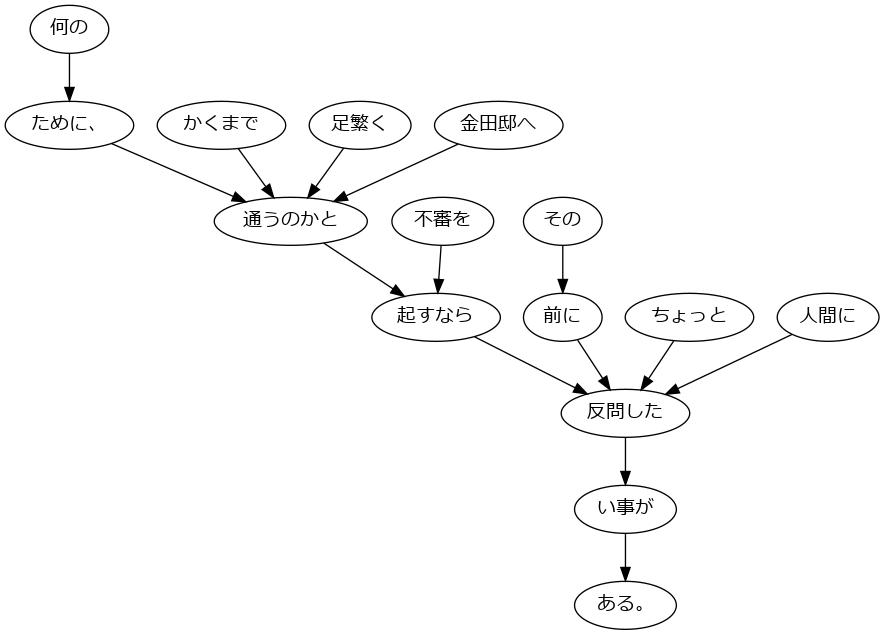 何の
ために、
かくまで
足繁く
金田邸へ
通うのかと
不審を
その
起すなら
前に
ちょっと
人間に
反問した
い事が
ある。